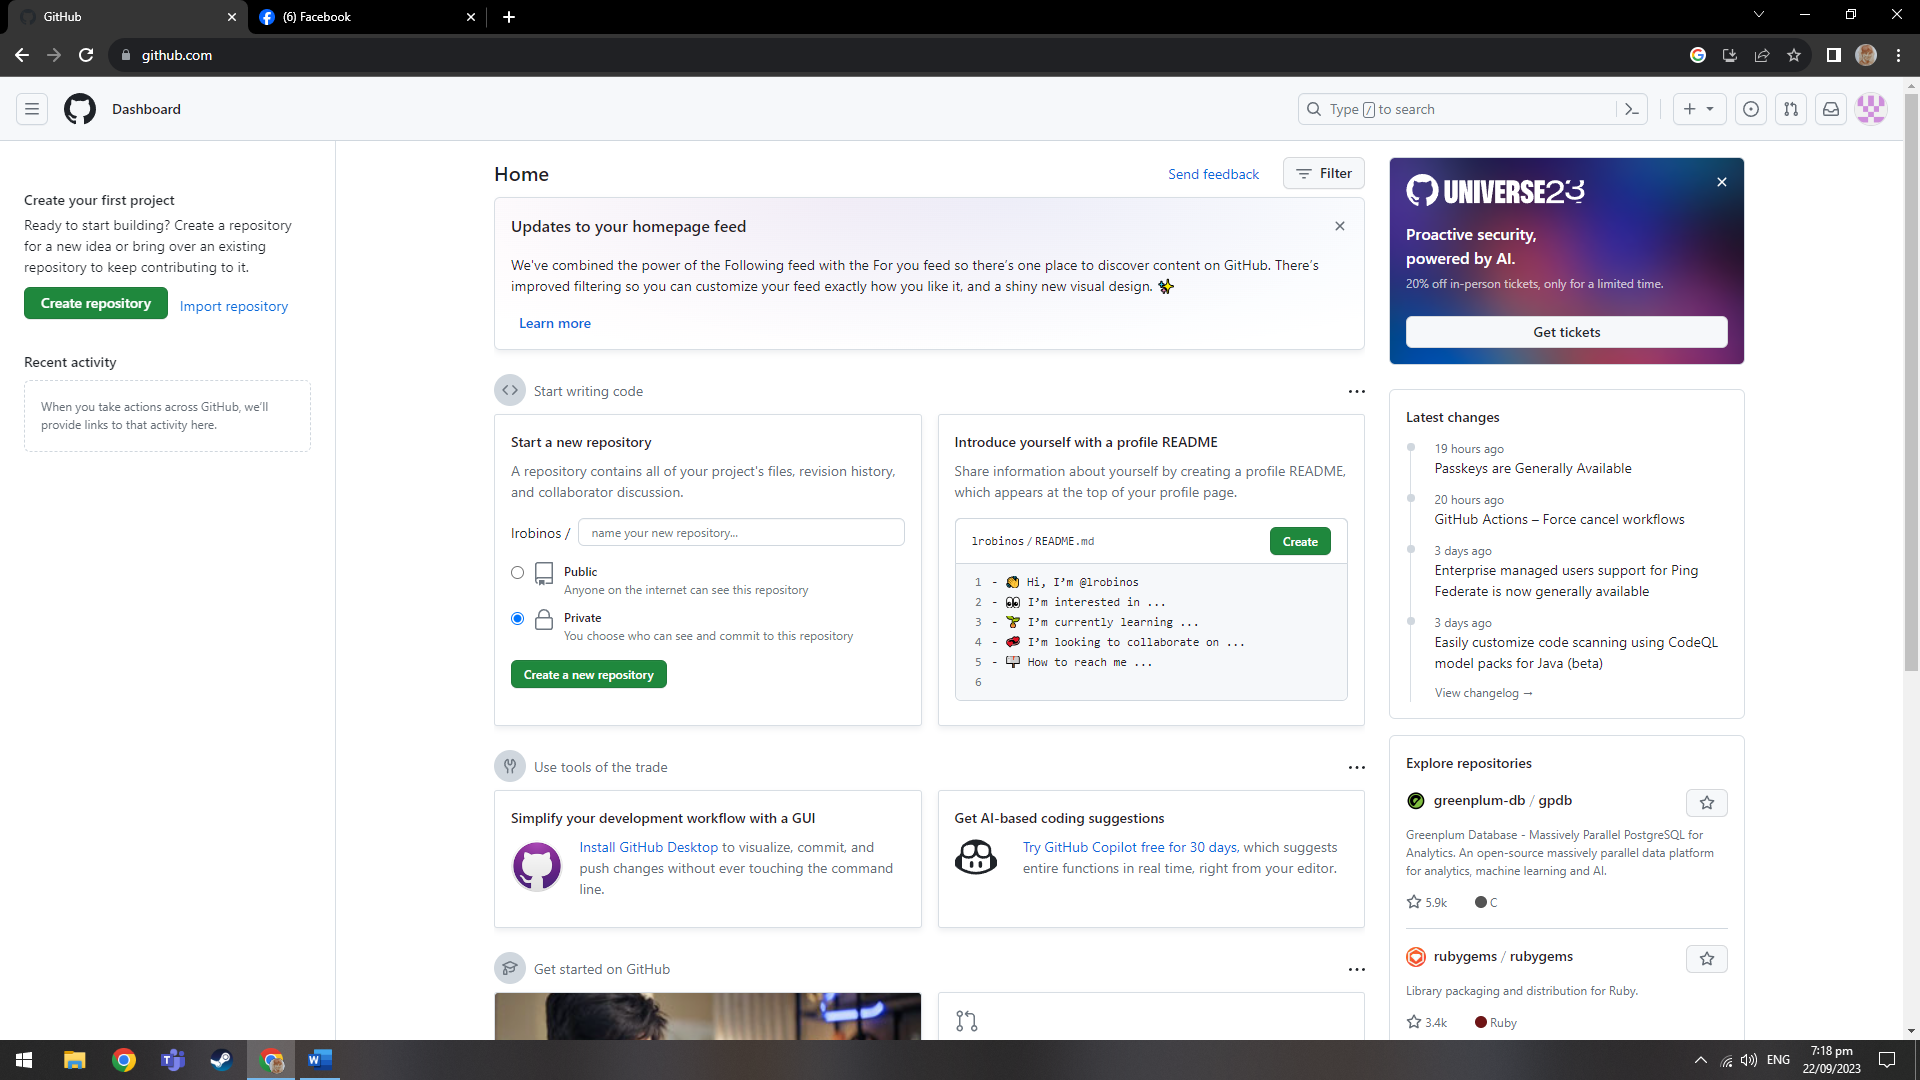 GitHub
(6) Facebook
github.com
Dashboard
Type / to search
Create your first project
Ready to start building? Create a repository
for a new idea or bring over an existing
repository to keep contributing to it.
Create repository
Import repository
Recent activity
When you take actions across GitHub, we'll
provide links to that activity here.
Home
Send feedback
Filter
Updates to your homepage feed
We've combined the power of the Following feed with the For you feed so there's one place to discover content on GitHub. There's
improved filtering so you can customize your feed exactly how you like it, and a shiny new visual design. ✨
Learn more
Start writing code
Start a new repository
A repository contains all of your project's files, revision history,
and collaborator discussion.
lrobinos /
name your new repository...
Public
Anyone on the internet can see this repository
Private
You choose who can see and commit to this repository
Create a new repository
Introduce yourself with a profile README
Share information about yourself by creating a profile README,
which appears at the top of your profile page.
lrobinos / README.md
Create
1 - 👋 Hi, I'm @lrobinos
2 - 👀 I'm interested in ...
3 - 🌱 I'm currently learning ...
4 - 💞️ I'm looking to collaborate on ...
5 - 📫 How to reach me ...
6
Use tools of the trade
Simplify your development workflow with a GUI
Install GitHub Desktop to visualize, commit, and
push changes without ever touching the command
line.
Get AI-based coding suggestions
Try GitHub Copilot free for 30 days, which suggests
entire functions in real time, right from your editor.
Get started on GitHub
UNIVERSE23
Proactive security,
powered by AI.
20% off in-person tickets, only for a limited time.
Get tickets
Latest changes
19 hours ago
Passkeys are Generally Available
20 hours ago
GitHub Actions – Force cancel workflows
3 days ago
Enterprise managed users support for Ping
Federate is now generally available
3 days ago
Easily customize code scanning using CodeQL
model packs for Java (beta)
View changelog →
Explore repositories
greenplum-db / gpdb
Greenplum Database - Massively Parallel PostgreSQL for
Analytics. An open-source massively parallel data platform
for analytics, machine learning and AI.
5.9k
C
rubygems / rubygems
Library packaging and distribution for Ruby.
3.4k
Ruby
ENG
7:18 pm
22/09/2023